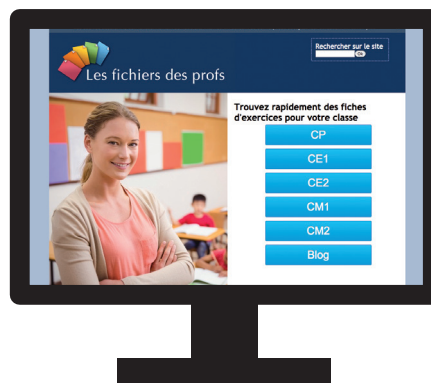 Rechercher sur le site
Ok
Les fichiers des profs
Trouvez rapidement des fiches
d'exercices pour votre classe
CP
CE1
CE2
CM1
CM2
Blog